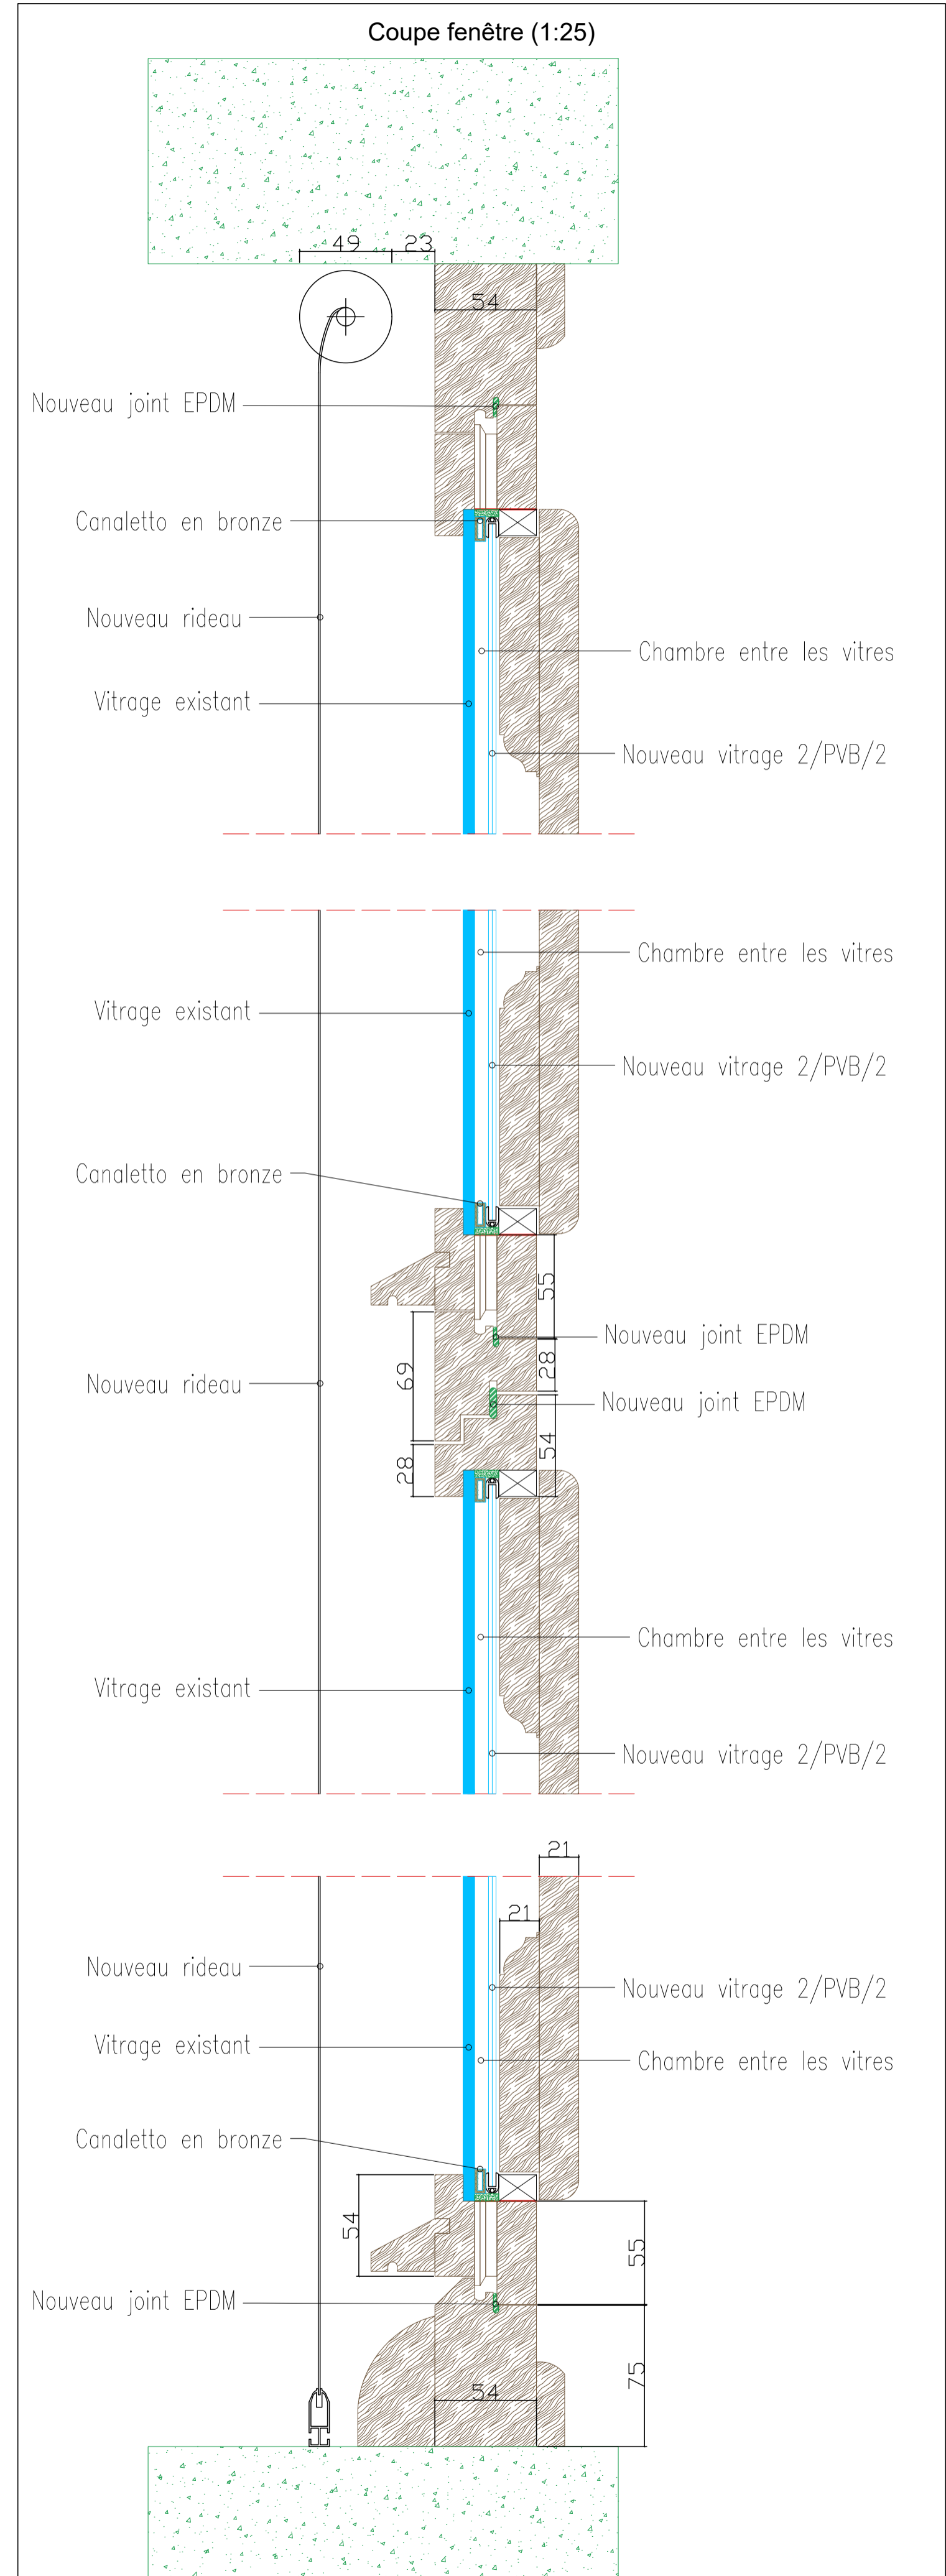 Coupe fenêtre (1:25)
49
23
54
Nouveau joint EPDM
Canaletto en bronze
Nouveau rideau
Chambre entre les vitres
Vitrage existant
Nouveau vitrage 2/PVB/2
Chambre entre les vitres
Vitrage existant
Nouveau vitrage 2/PVB/2
Canaletto en bronze
55
Nouveau joint EPDM
28
69
Nouveau rideau
Nouveau joint EPDM
54
28
Chambre entre les vitres
Vitrage existant
Nouveau vitrage 2/PVB/2
21
21
Nouveau rideau
Nouveau vitrage 2/PVB/2
Vitrage existant
Chambre entre les vitres
Canaletto en bronze
54
55
Nouveau joint EPDM
75
54